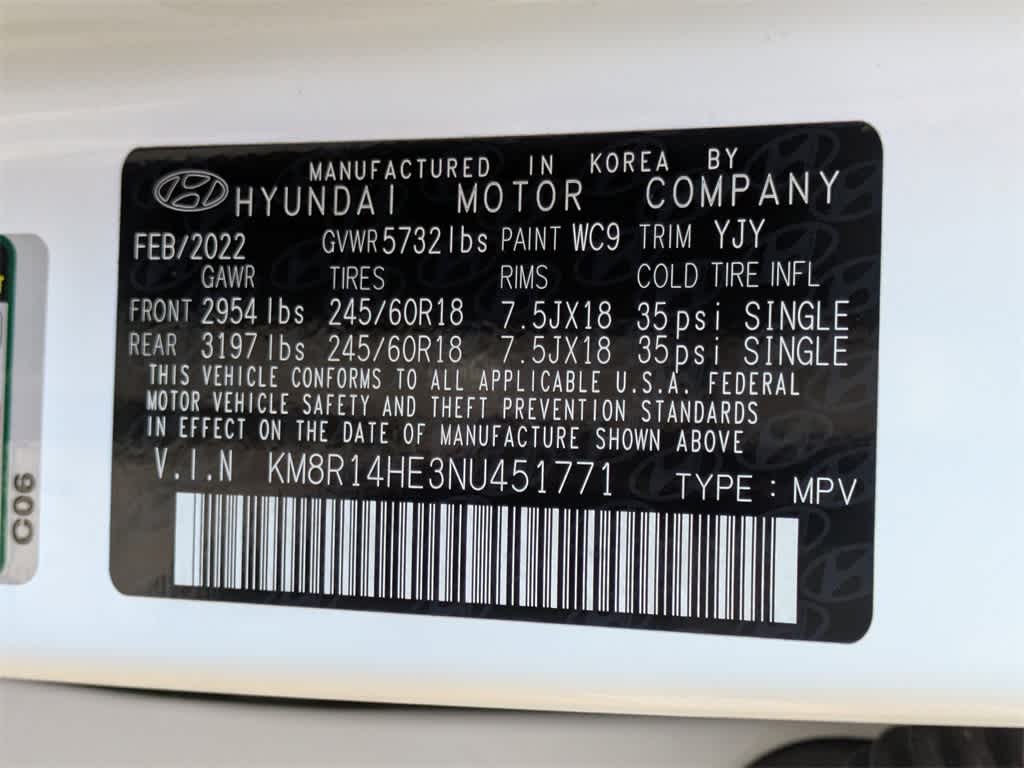 MANUFACTURED IN KOREA BY
HYUNDAI MOTOR COMPANY
FEB/2022 GVWR 5732 lbs PAINT WC9 TRIM YJY
GAWR TIRES RIMS COLD TIRE INFL
FRONT 2954 lbs 245/60R18 7.5JX18 35psi SINGLE
REAR 3197 lbs 245/60R18 7.5JX18 35psi SINGLE
THIS VEHICLE CONFORMS TO ALL APPLICABLE U.S.A. FEDERAL
MOTOR VEHICLE SAFETY AND THEFT PREVENTION STANDARDS
IN EFFECT ON THE DATE OF MANUFACTURE SHOWN ABOVE
V.I.N KM8R14HE3NU451771 TYPE : MPV
C06